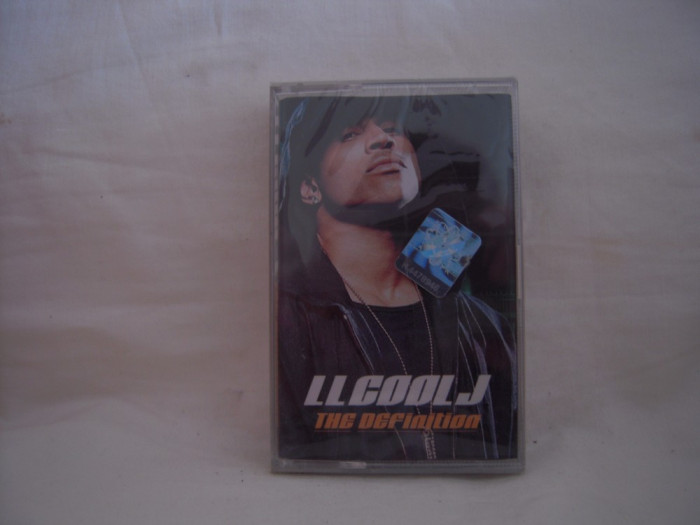 LL COOL J
THE DEFinition